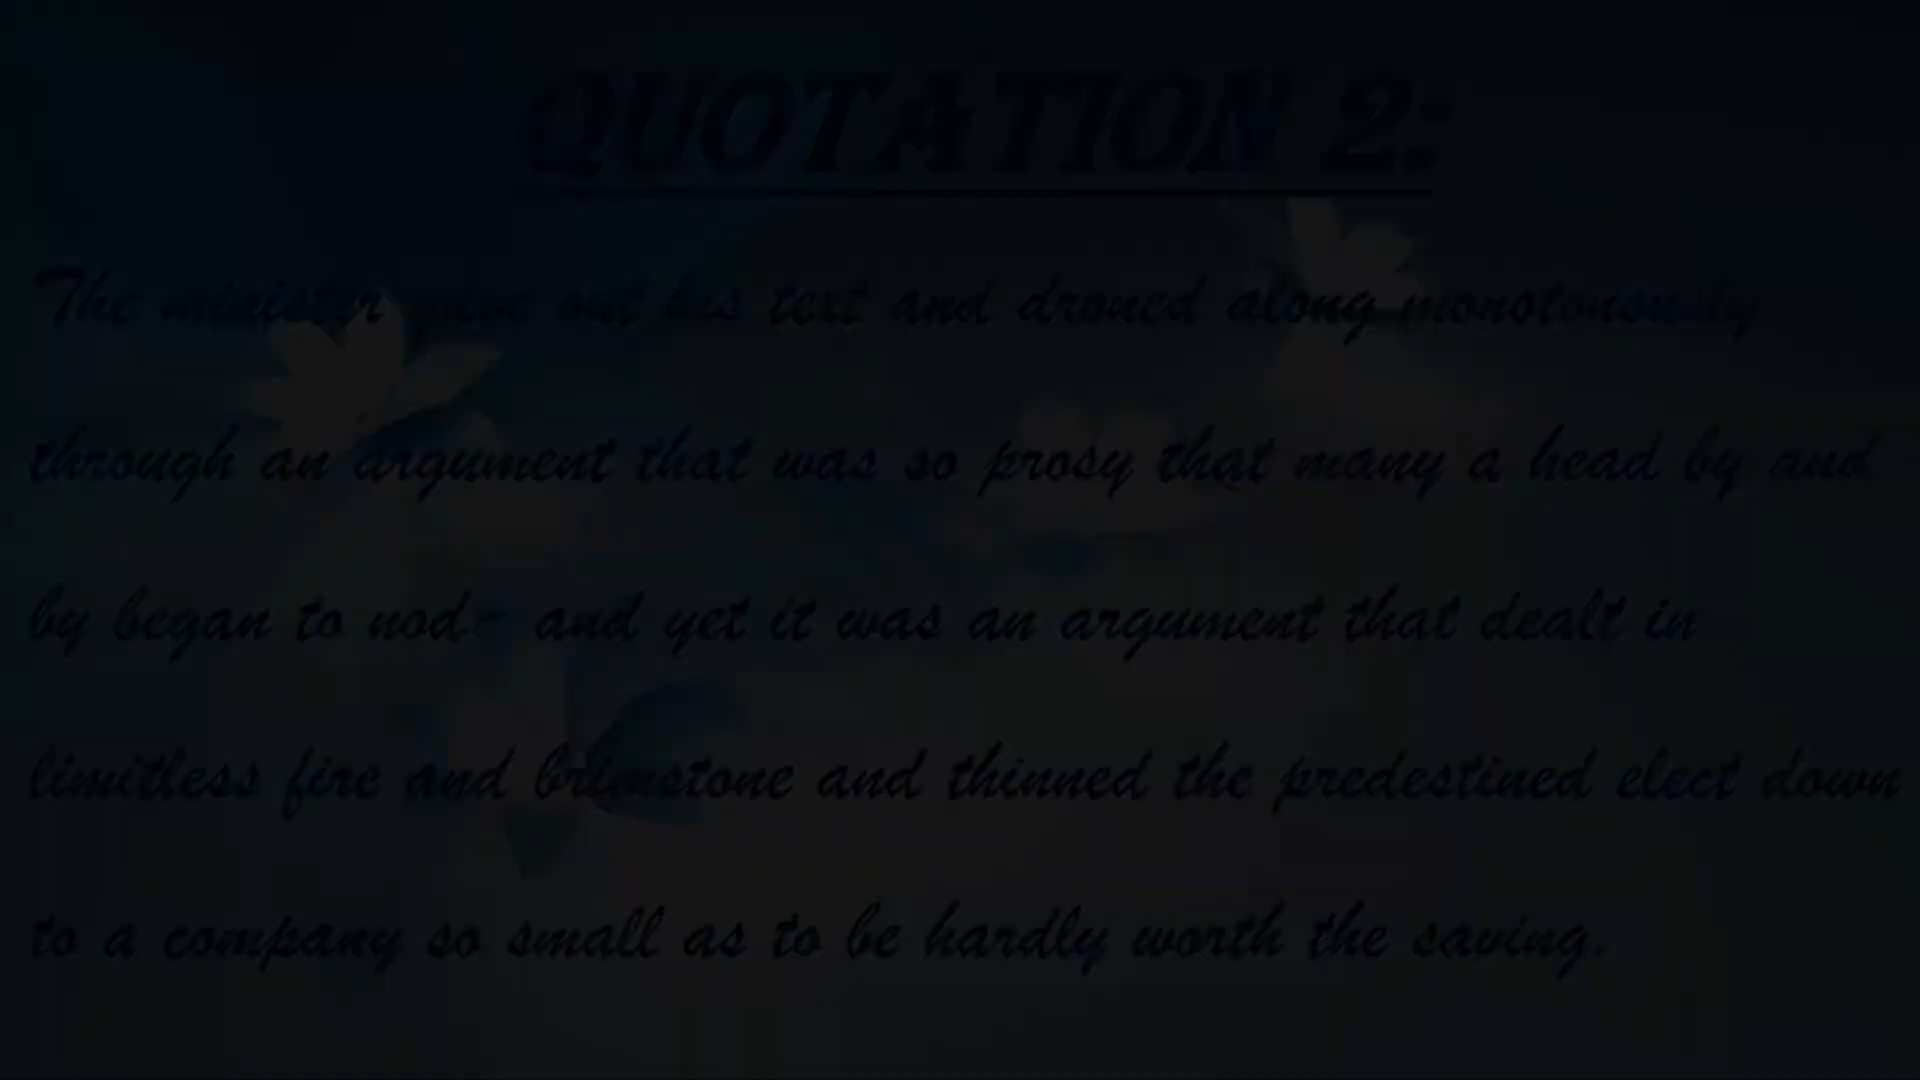 QUOTATION 2:
The minister gave out his text and droned along monotonously
through an argument that was so prosy that many a head by and
by began to nod- and yet it was an argument that dealt in
limitless fire and brimstone and thinned the predestined elect down
to a company so small as to be hardly worth the saving.